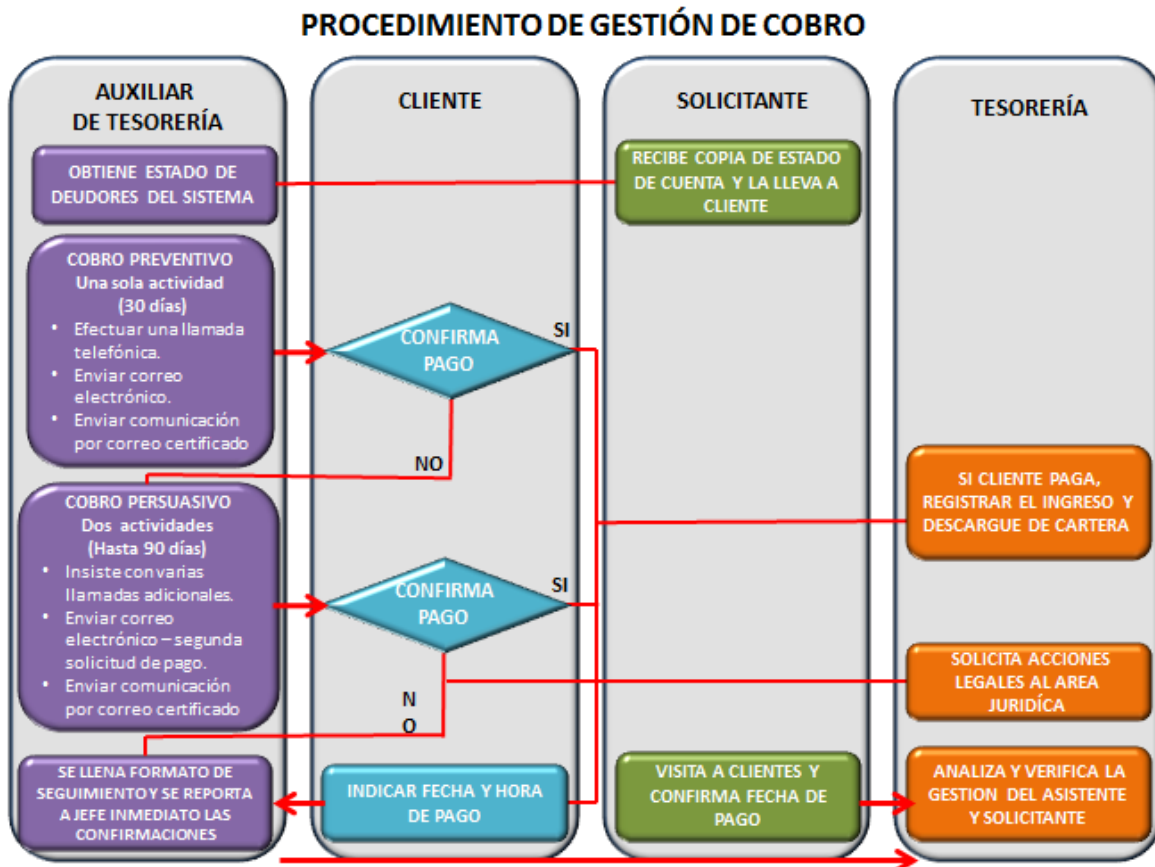 PROCEDIMIENTO DE GESTIÓN DE COBRO
AUXILIAR
DE TESORERÍA
OBTIENE ESTADO DE
DEUDORES DEL SISTEMA
COBRO PREVENTIVO
Una sola actividad
(30 días)
• Efectuar una llamada
telefónica.
• Enviar correo
electrónico.
• Enviar comunicación
por correo certificado
COBRO PERSUASIVO
Dos actividades
(Hasta 90 días)
• Insiste con varias
llamadas adicionales.
• Enviar correo
electrónico – segunda
solicitud de pago.
• Enviar comunicación
por correo certificado
SE LLENA FORMATO DE
SEGUIMIENTO Y SE REPORTA
A JEFE INMEDIATO LAS
CONFIRMACIONES
CLIENTE
CONFIRMA
PAGO
SI
NO
CONFIRMA
PAGO
SI
N
O
INDICAR FECHA Y HORA
DE PAGO
SOLICITANTE
RECIBE COPIA DE ESTADO
DE CUENTA Y LA LLEVA A
CLIENTE
VISITA A CLIENTES Y
CONFIRMA FECHA DE
PAGO
TESORERÍA
SI CLIENTE PAGA,
REGISTRAR EL INGRESO Y
DESCARGUE DE CARTERA
SOLICITA ACCIONES
LEGALES AL AREA
JURIDÍCA
ANALIZA Y VERIFICA LA
GESTION DEL ASISTENTE
Y SOLICITANTE